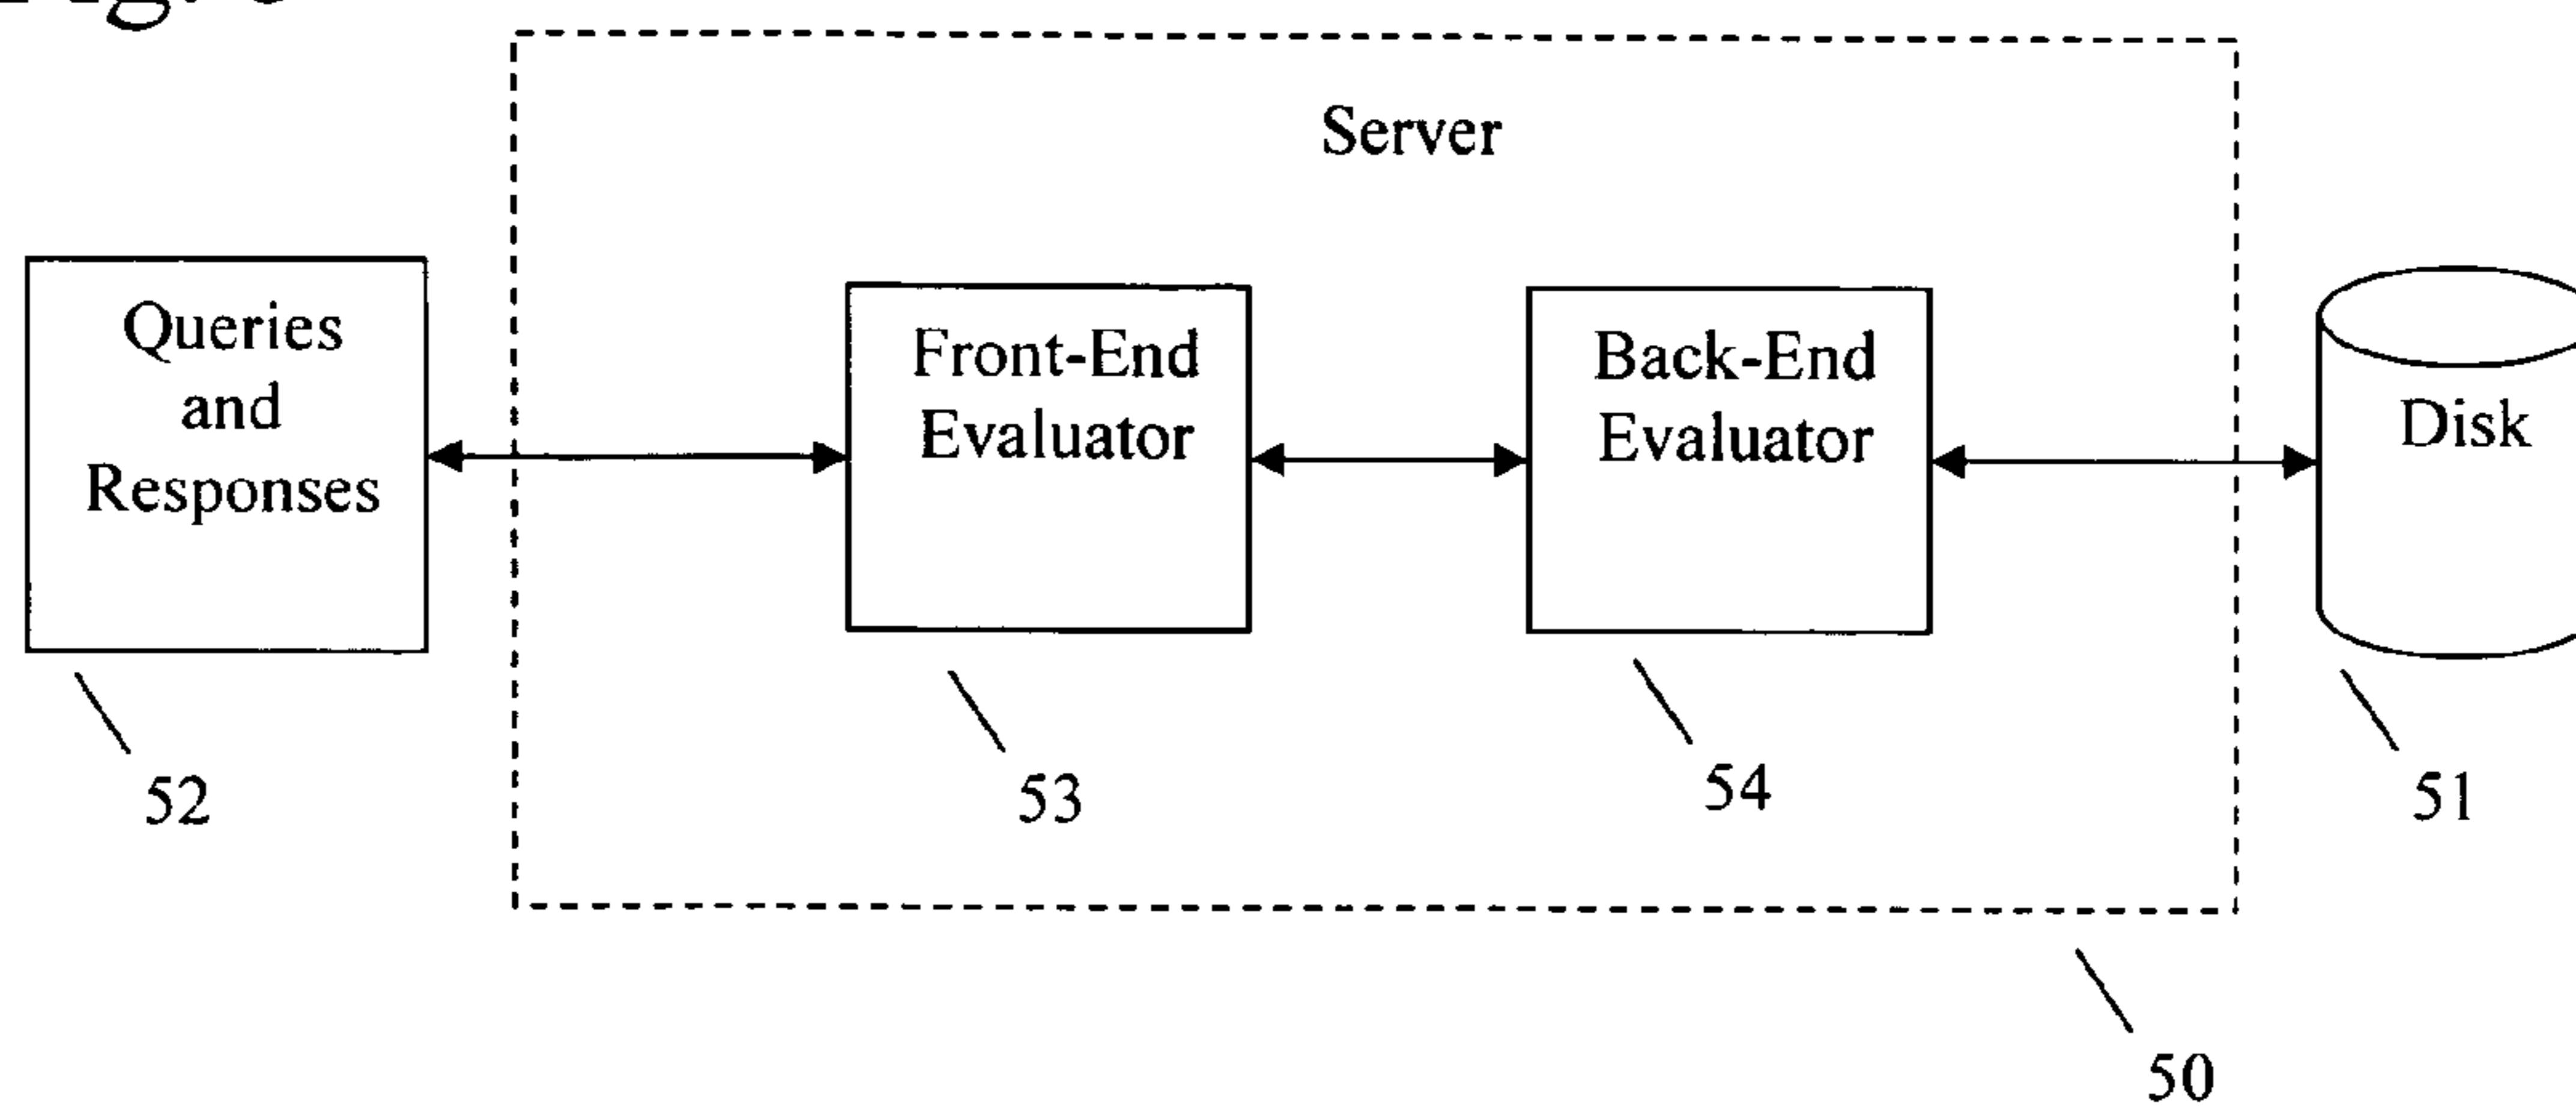 Server
Queries
and
Responses
Front-End
Evaluator
Back-End
Evaluator
Disk
52
53
54
51
50